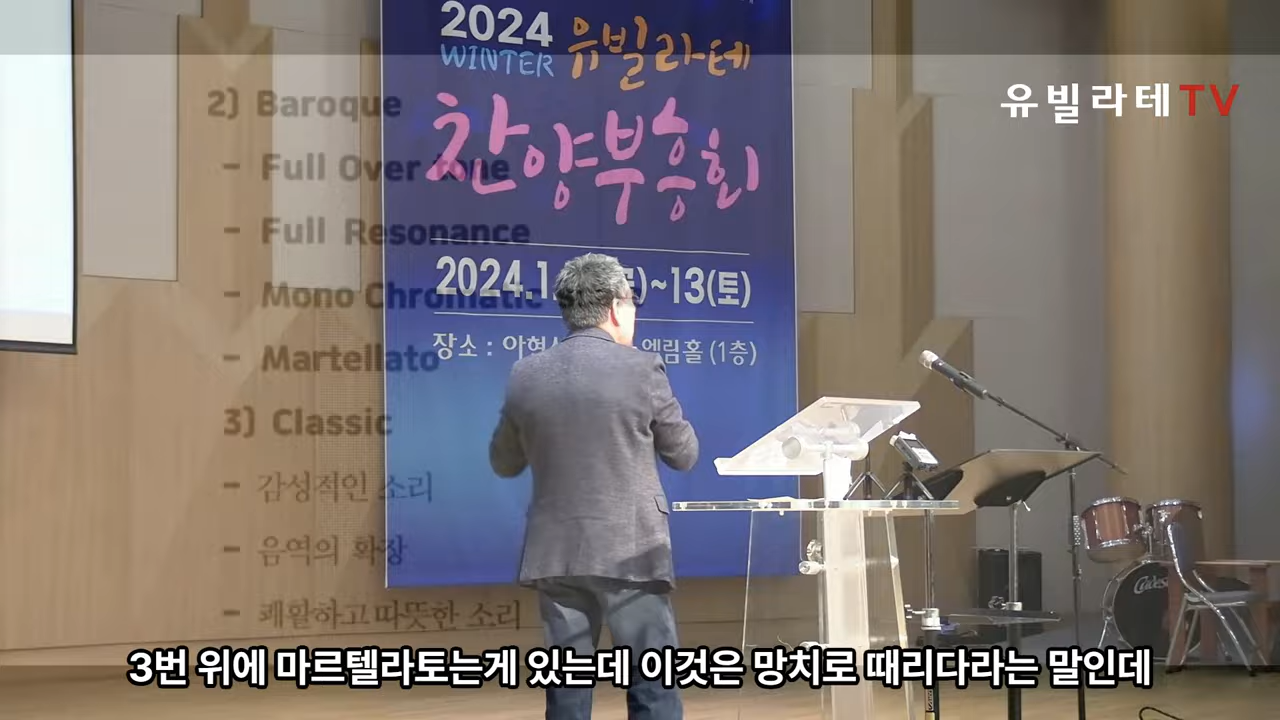 2024
WINTER 유빌라테
찬양부흥회
2024.1 ~13(토)
장소 : 엘림홀 (1층)
유빌라테TV
2) Baroque
- Full Over tone
- Full Resonance
- Mono Chromatic
- Martellato
3) Classic
- 감성적인 소리
- 음역의 확장
- 쾌활하고 따뜻한 소리
3번 위에 마르텔라토는게 있는데 이것은 망치로 때리다라는 말인데